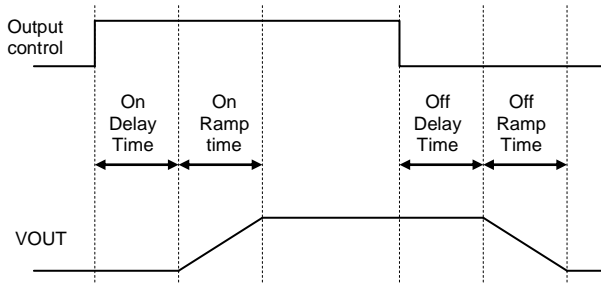 Output
control
On
Delay
Time
On
Ramp
time
Off
Delay
Time
Off
Ramp
Time
VOUT